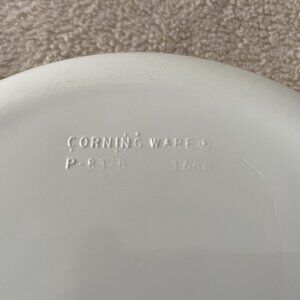 CORNING WARE ®
P-83-B 16cm